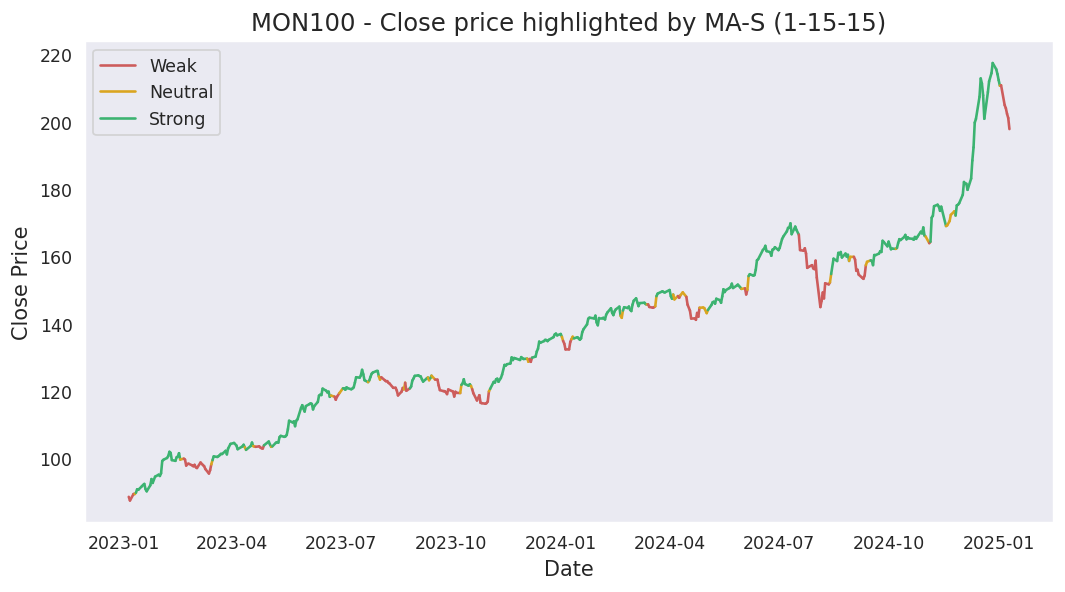 MON100 - Close price highlighted by MA-S (1-15-15)
Weak
Neutral
Strong
Close Price
220
200
180
160
140
120
100
2023-01 2023-04 2023-07 2023-10 2024-01 2024-04 2024-07 2024-10 2025-01
Date